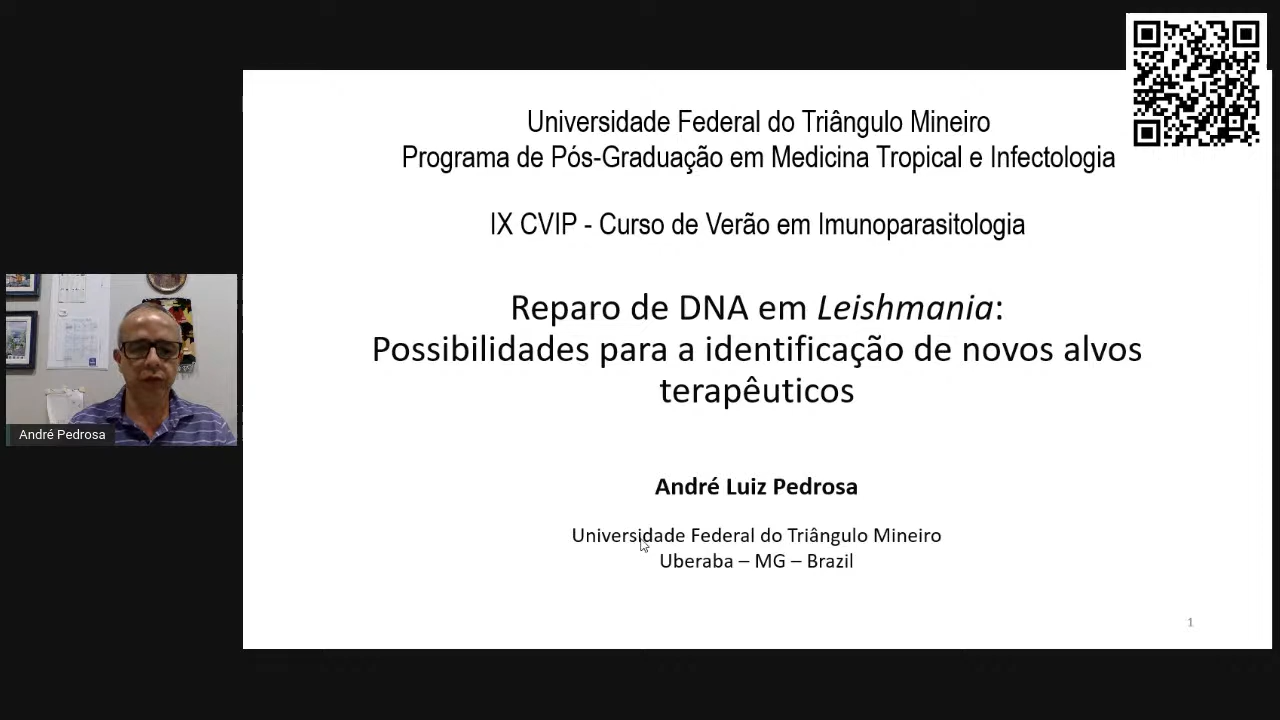 Universidade Federal do Triângulo Mineiro
Programa de Pós-Graduação em Medicina Tropical e Infectologia
IX CVIP - Curso de Verão em Imunoparasitologia
Reparo de DNA em Leishmania:
Possibilidades para a identificação de novos alvos
terapêuticos
André Luiz Pedrosa
Universidade Federal do Triângulo Mineiro
Uberaba – MG – Brazil
1
André Pedrosa